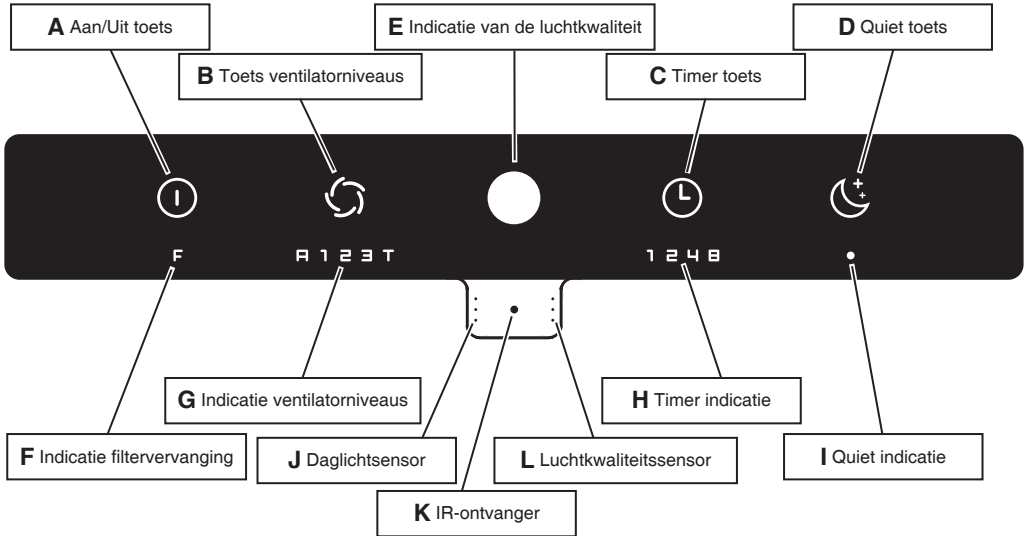 A Aan/Uit toets
E Indicatie van de luchtkwaliteit
D Quiet toets
B Toets ventilatorniveaus
C Timer toets
F
A 1 2 3 T
1 2 4 8
G Indicatie ventilatorniveaus
H Timer indicatie
F Indicatie filtervervanging
J Daglichtsensor
L Luchtkwaliteitssensor
I Quiet indicatie
K IR-ontvanger